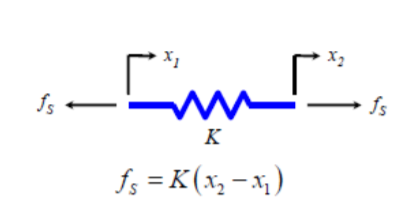 x₁ x₂
fₛ fₛ
K
fₛ = K(x₂ − x₁)